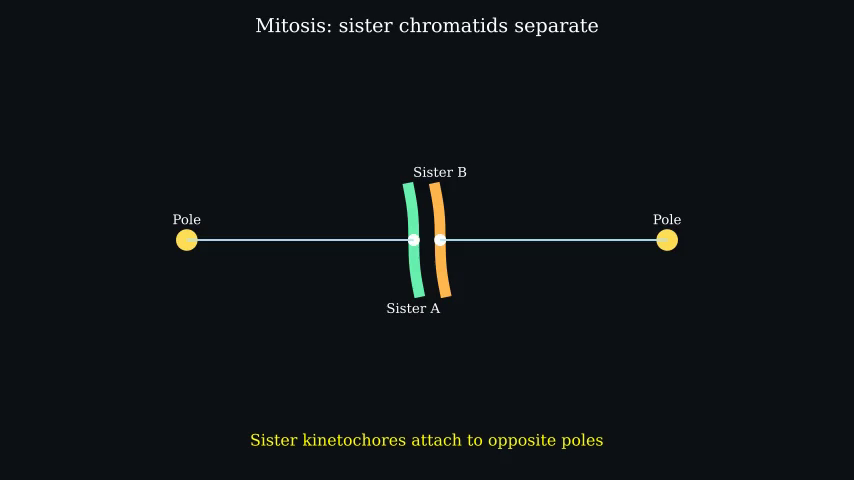 Mitosis: sister chromatids separate
Sister B
Pole
Pole
Sister A
Sister kinetochores attach to opposite poles